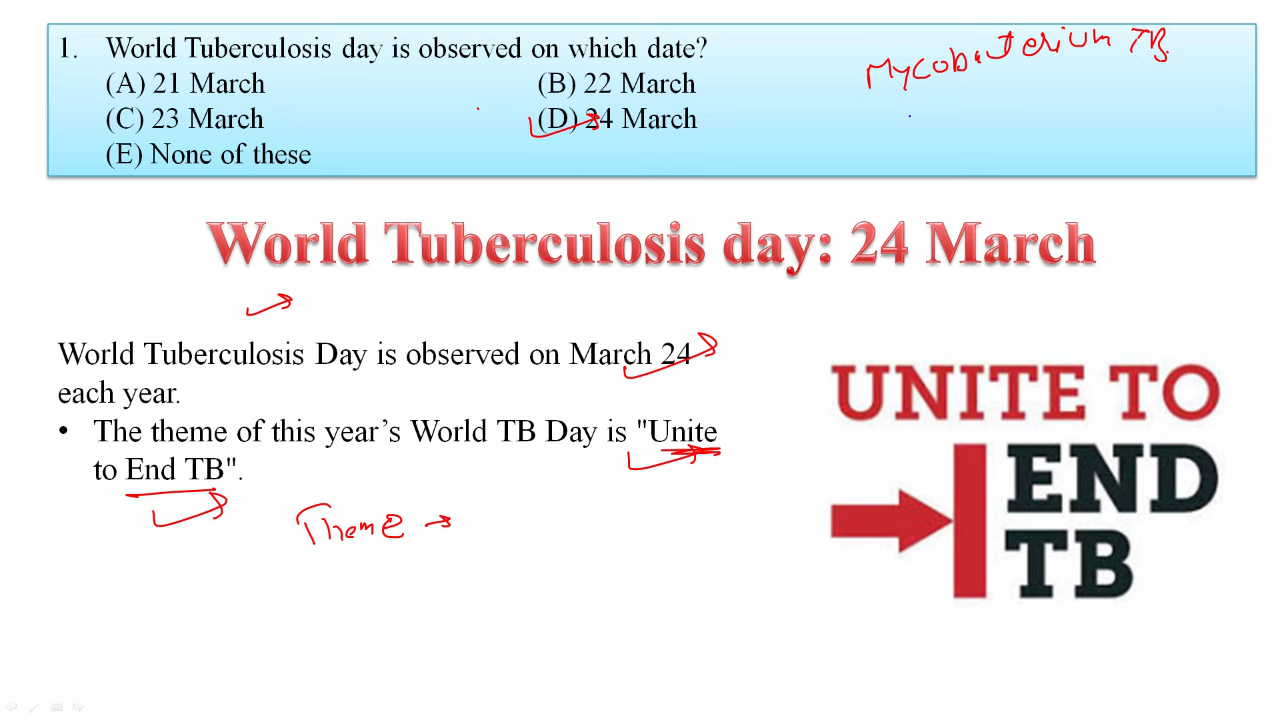 1. World Tuberculosis day is observed on which date?
(A) 21 March (B) 22 March
(C) 23 March (D) 24 March
(E) None of these
Mycobacterium TB.
World Tuberculosis day: 24 March
World Tuberculosis Day is observed on March 24
each year.
• The theme of this year’s World TB Day is "Unite
to End TB".
Theme →
UNITE TO
END
TB